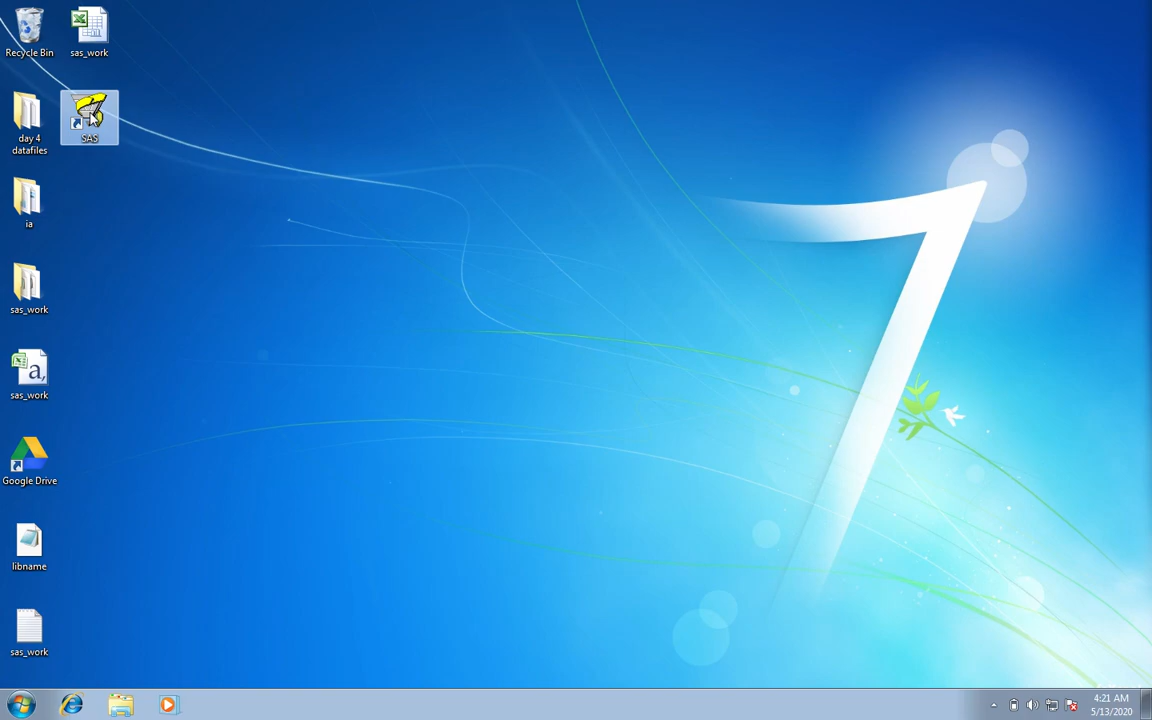 Recycle Bin
sas_work
day 4
datafiles
SAS
ia
sas_work
a,
sas_work
Google Drive
libname
sas_work
7
4:21 AM
5/13/2020